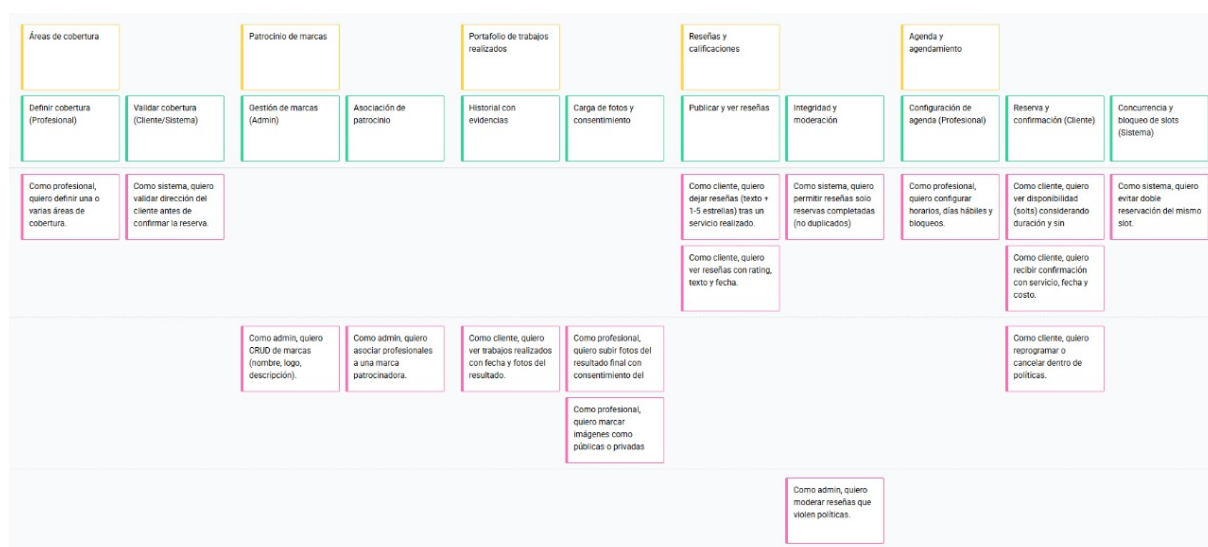 Áreas de cobertura
Patrocinio de marcas
Portafolio de trabajos
realizados
Reseñas y
calificaciones
Agenda y
agendamiento
Definir cobertura
(Profesional)
Validar cobertura
(Cliente/Sistema)
Gestión de marcas
(Admin)
Asociación de
patrocinio
Historial con
evidencias
Carga de fotos y
consentimiento
Publicar y ver reseñas
Integridad y
moderación
Configuración de
agenda (Profesional)
Reserva y
confirmación (Cliente)
Concurrencia y
bloqueo de slots
(Sistema)
Como profesional,
quiero definir una o
varias áreas de
cobertura.
Como sistema, quiero
validar dirección del
cliente antes de
confirmar la reserva.
Como cliente, quiero
dejar reseñas (texto +
1-5 estrellas) tras un
servicio realizado.
Como sistema, quiero
permitir reseñas solo
reservas completadas
(no duplicados)
Como profesional,
quiero configurar
horarios, días hábiles y
bloqueos.
Como cliente, quiero
ver disponibilidad
(solts) considerando
duración y sin
Como sistema, quiero
evitar doble
reservación del mismo
slot.
Como cliente, quiero
ver reseñas con rating,
texto y fecha.
Como cliente, quiero
recibir confirmación
con servicio, fecha y
costo.
Como admin, quiero
CRUD de marcas
(nombre, logo,
descripción).
Como admin, quiero
asociar profesionales
a una marca
patrocinadora.
Como cliente, quiero
ver trabajos realizados
con fecha y fotos del
resultado.
Como profesional,
quiero subir fotos del
resultado final con
consentimiento del
Como cliente, quiero
reprogramar o
cancelar dentro de
políticas.
Como profesional,
quiero marcar
imágenes como
públicas o privadas
Como admin, quiero
moderar reseñas que
violen políticas.